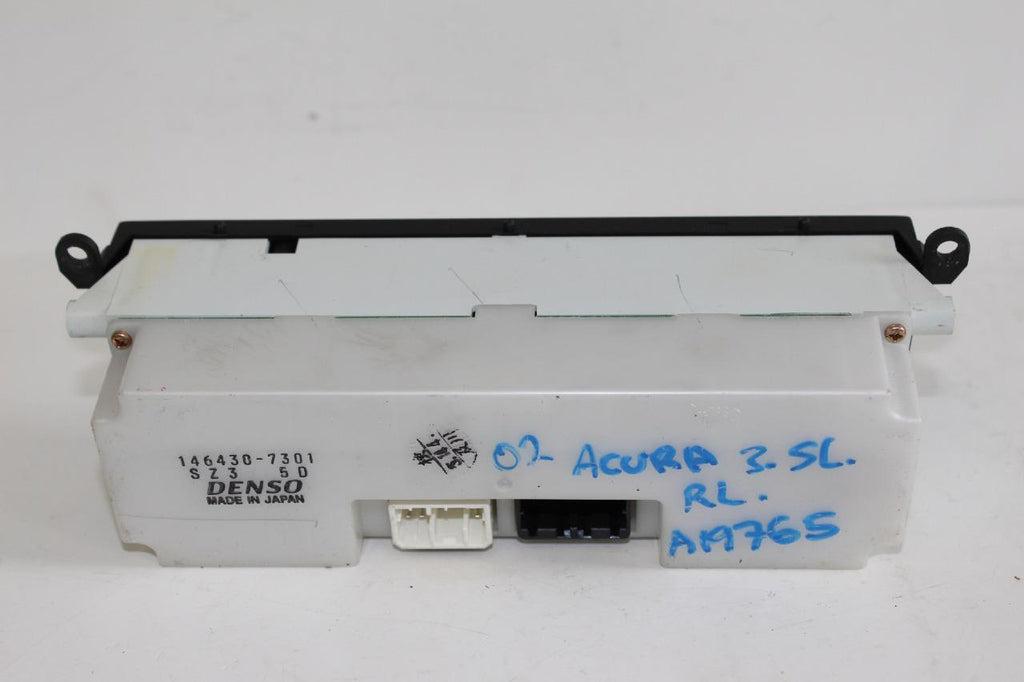 146430-7301
SZ3 5D
DENSO
MADE IN JAPAN
02 ACURA 3.5L.
RL.
AM765